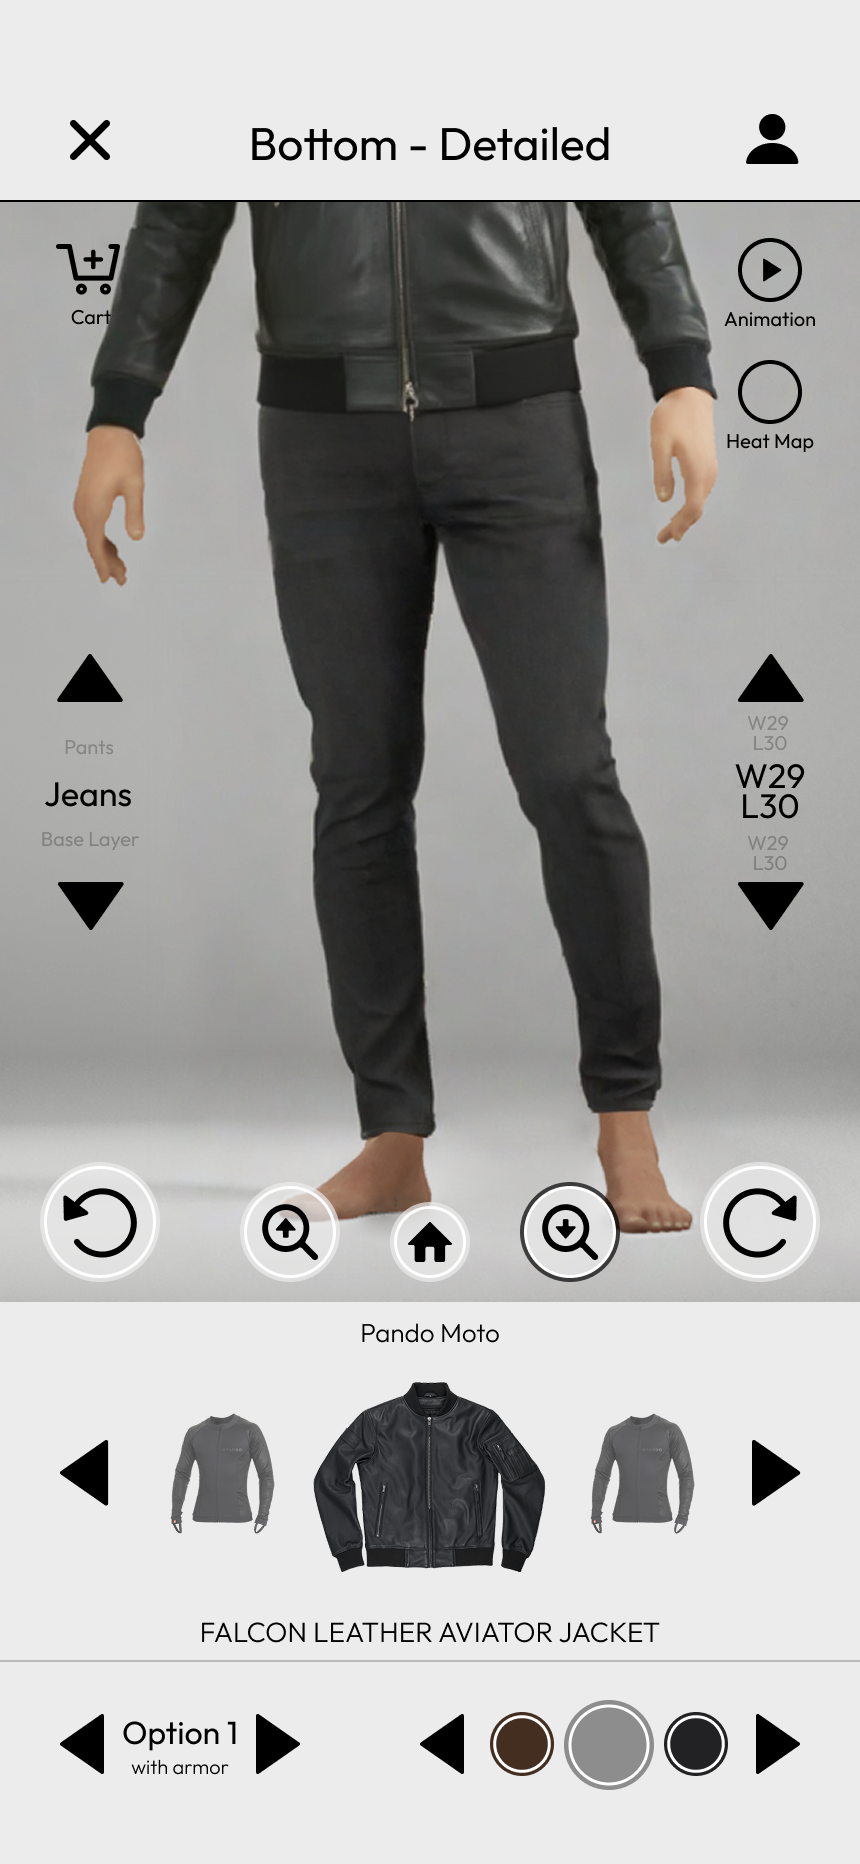 Bottom - Detailed
Cart
Animation
Heat Map
Pants
Jeans
Base Layer
W29
L30
W29
L30
W29
L30
Pando Moto
FALCON LEATHER AVIATOR JACKET
Option 1
with armor